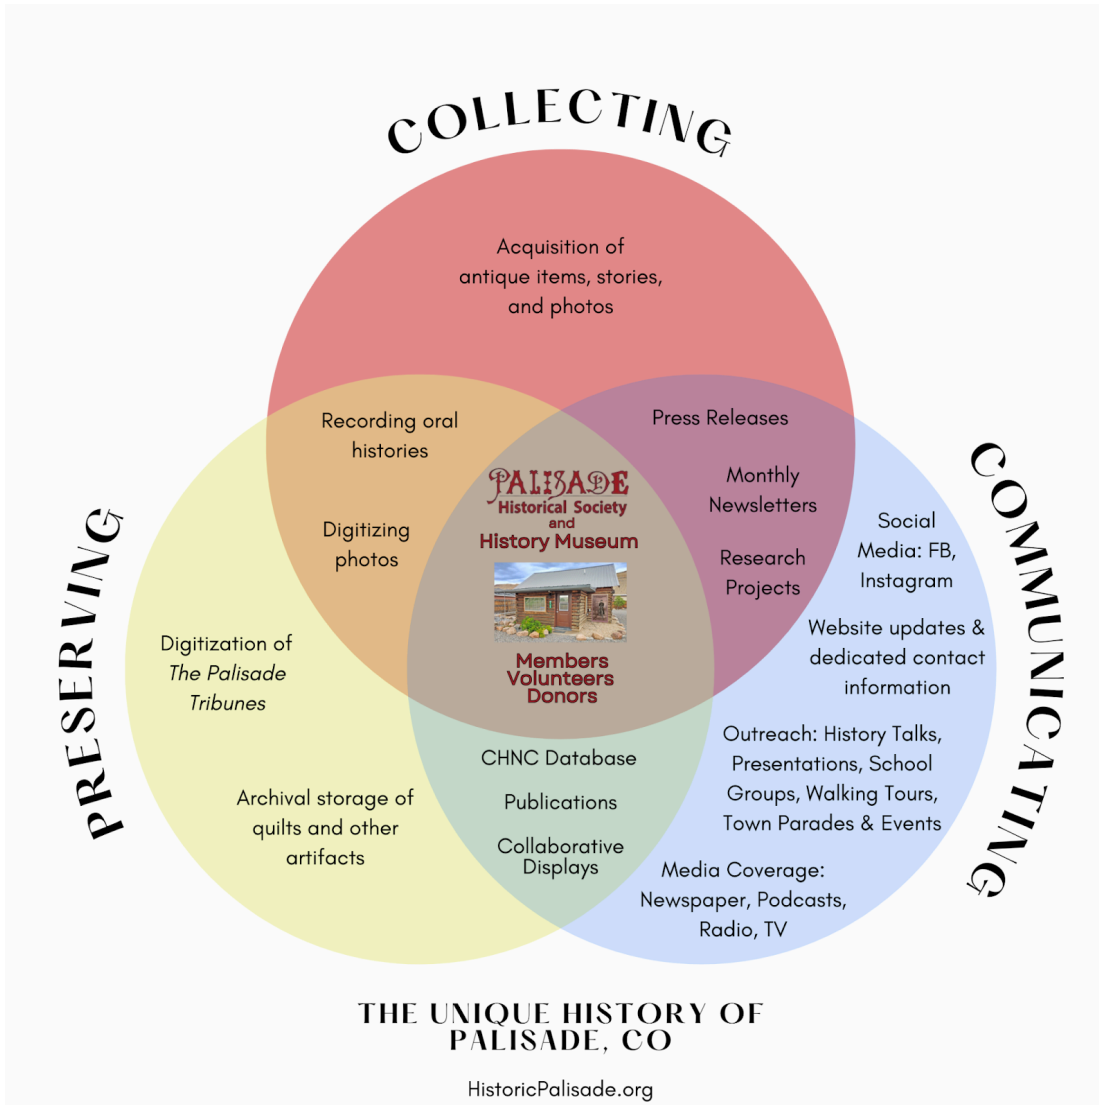 COLLECTING
Acquisition of
antique items, stories,
and photos
Recording oral
histories
Digitizing
photos
Press Releases
Monthly
Newsletters
Research
Projects
PALISADE
Historical Society
and
History Museum
Members
Volunteers
Donors
PRESERVING
Digitization of
The Palisade
Tribunes
Archival storage of
quilts and other
artifacts
CHNC Database
Publications
Collaborative
Displays
COMMUNICATING
Social
Media: FB,
Instagram
Website updates &
dedicated contact
information
Outreach: History Talks,
Presentations, School
Groups, Walking Tours,
Town Parades & Events
Media Coverage:
Newspaper, Podcasts,
Radio, TV
THE UNIQUE HISTORY OF
PALISADE, CO
HistoricPalisade.org